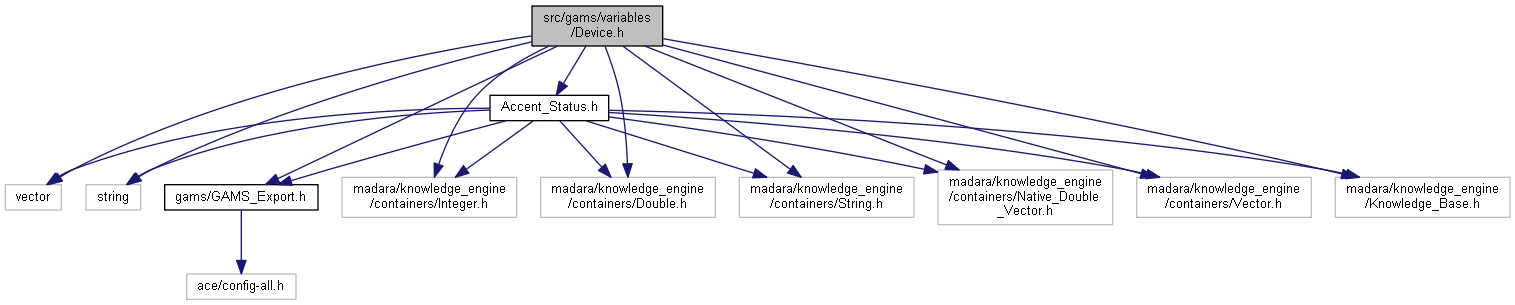 src/gams/variables
/Device.h
Accent_Status.h
vector
string
gams/GAMS_Export.h
madara/knowledge_engine
/containers/Integer.h
madara/knowledge_engine
/containers/Double.h
madara/knowledge_engine
/containers/String.h
madara/knowledge_engine
/containers/Native_Double
_Vector.h
madara/knowledge_engine
/containers/Vector.h
madara/knowledge_engine
/Knowledge_Base.h
ace/config-all.h